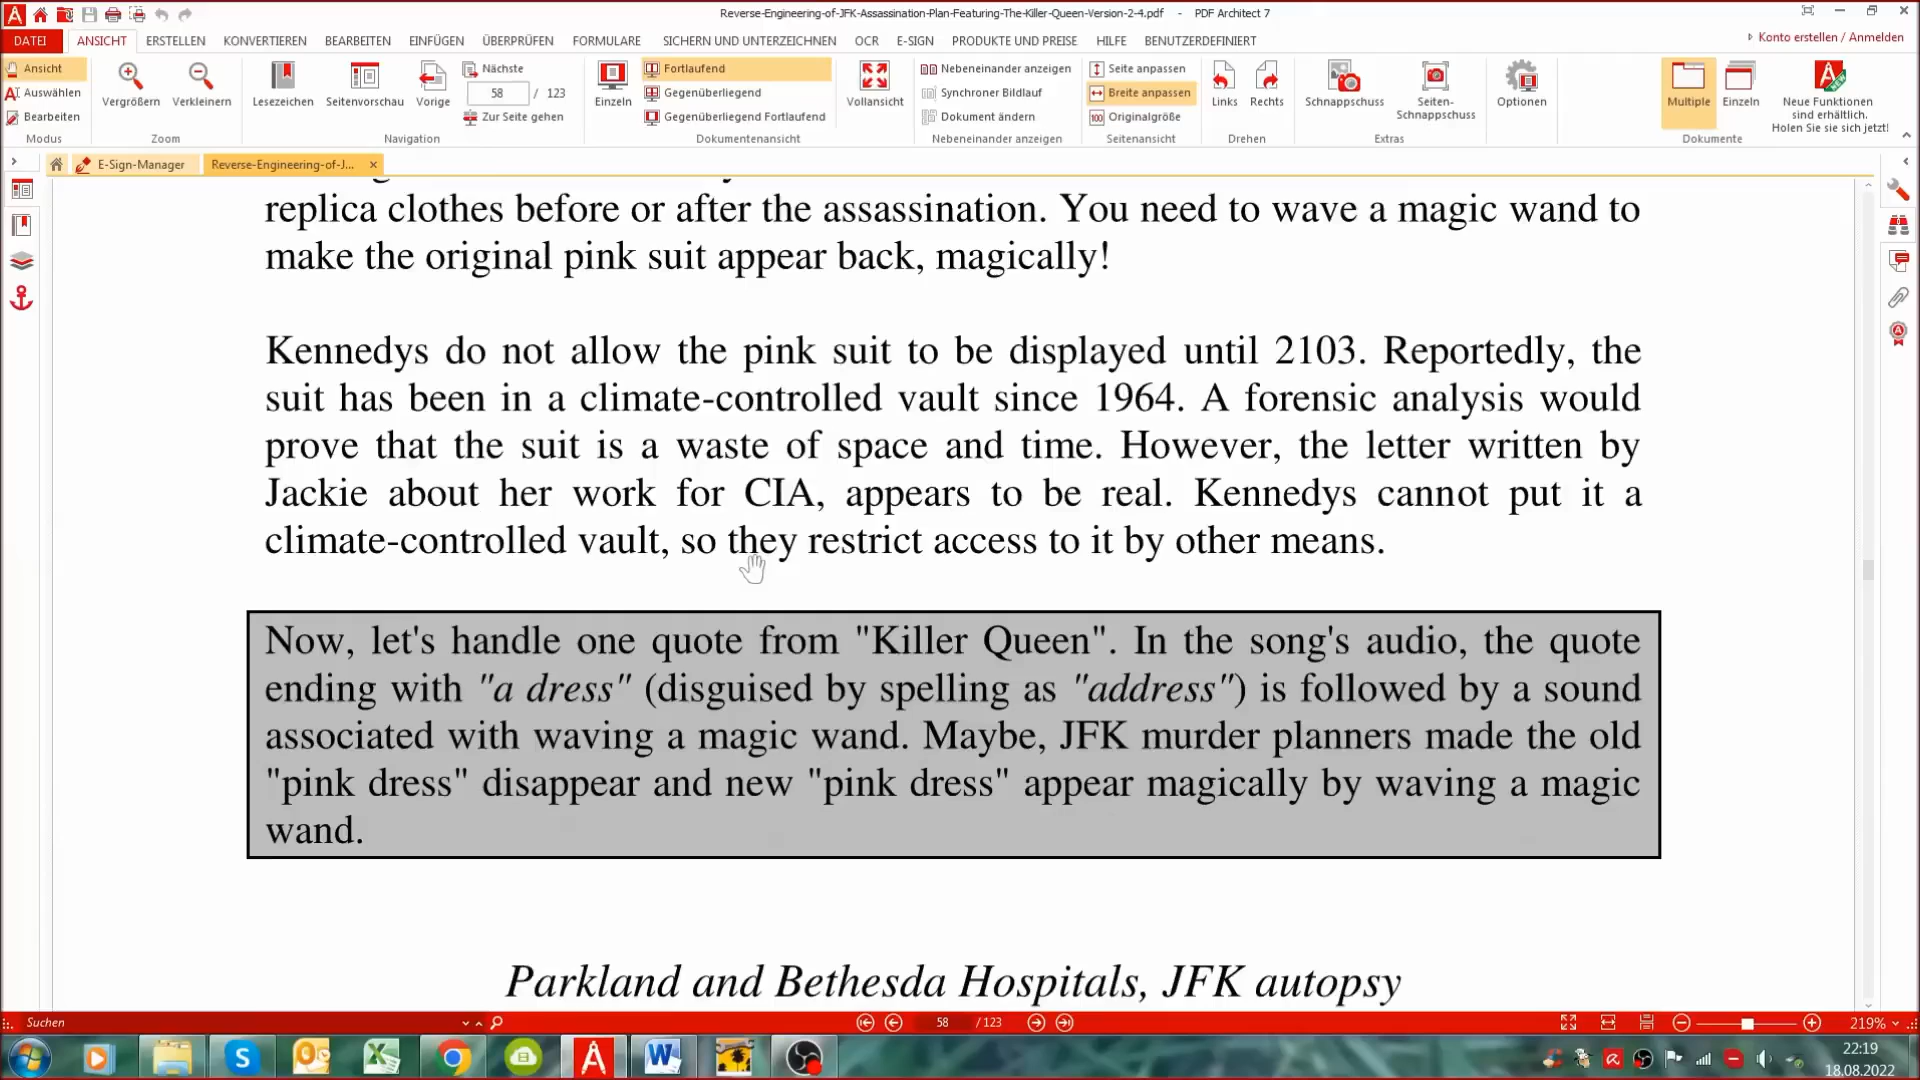 Reverse-Engineering-of-JFK-Assassination-Plan-Featuring-The-Killer-Queen-Version-2-4.pdf - PDF Architect 7
DATEI ANSICHT ERSTELLEN KONVERTIEREN BEARBEITEN EINFÜGEN ÜBERPRÜFEN FORMULARE SICHERN UND UNTERZEICHNEN OCR E-SIGN PRODUKTE UND PREISE HILFE BENUTZERDEFINIERT Konto erstellen / Anmelden
Ansicht
Auswählen
Bearbeiten
Modus
Vergrößern Verkleinern
Zoom
Lesezeichen Seitenvorschau Vorige
Nächste
58 / 123
Zur Seite gehen
Navigation
Einzeln
Fortlaufend
Gegenüberliegend
Gegenüberliegend Fortlaufend
Dokumentansicht
Vollansicht
Nebeneinander anzeigen
Synchroner Bildlauf
Dokument ändern
Nebeneinander anzeigen
Seite anpassen
Breite anpassen
100 Originalgröße
Seitenansicht
Links Rechts
Drehen
Schnappschuss
Seiten-
Schnappschuss
Extras
Optionen
Multiple Einzeln
Dokumente
Neue Funktionen
sind erhältlich.
Holen Sie sie sich jetzt!
E-Sign-Manager Reverse-Engineering-of-J...
replica clothes before or after the assassination. You need to wave a magic wand to
make the original pink suit appear back, magically!
Kennedys do not allow the pink suit to be displayed until 2103. Reportedly, the
suit has been in a climate-controlled vault since 1964. A forensic analysis would
prove that the suit is a waste of space and time. However, the letter written by
Jackie about her work for CIA, appears to be real. Kennedys cannot put it a
climate-controlled vault, so they restrict access to it by other means.
Now, let's handle one quote from "Killer Queen". In the song's audio, the quote
ending with "a dress" (disguised by spelling as "address") is followed by a sound
associated with waving a magic wand. Maybe, JFK murder planners made the old
"pink dress" disappear and new "pink dress" appear magically by waving a magic
wand.
Parkland and Bethesda Hospitals, JFK autopsy
Suchen
58 / 123
219%
22:19
18.08.2022